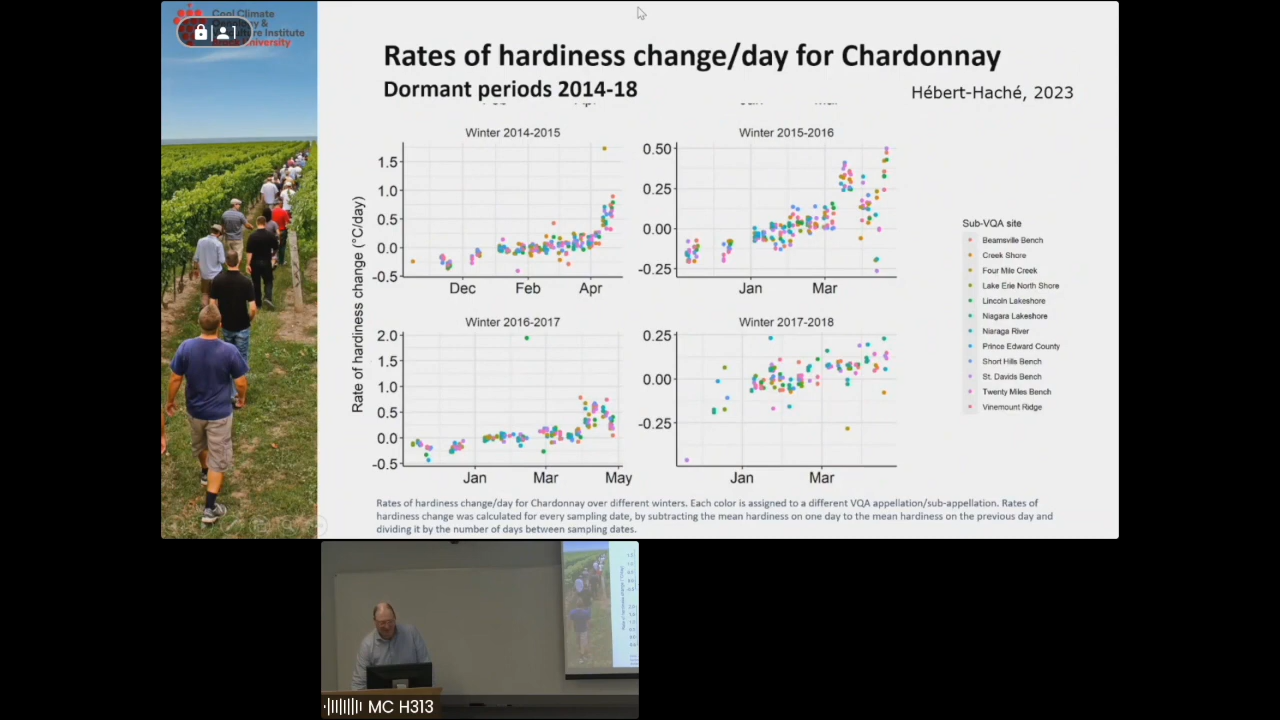 Cool Climate
Oenology &
Viticulture Institute
Brock University
1
Rates of hardiness change/day for Chardonnay
Dormant periods 2014-18
Hébert-Haché, 2023
Winter 2014-2015
Winter 2015-2016
1.5
1.0
0.5
0.0
-0.5
Dec
Feb
Apr
0.50
0.25
0.00
-0.25
Jan
Mar
Rate of hardiness change (°C/day)
Winter 2016-2017
Winter 2017-2018
2.0
1.5
1.0
0.5
0.0
-0.5
Jan
Mar
May
0.25
0.00
-0.25
Jan
Mar
Sub-VQA site
Beamsville Bench
Creek Shore
Four Mile Creek
Lake Erie North Shore
Lincoln Lakeshore
Niagara Lakeshore
Niaraga River
Prince Edward County
Short Hills Bench
St. Davids Bench
Twenty Miles Bench
Vinemount Ridge
Rates of hardiness change/day for Chardonnay over different winters. Each color is assigned to a different VQA appellation/sub-appellation. Rates of
hardiness change was calculated for every sampling date, by subtracting the mean hardiness on one day to the mean hardiness on the previous day and
dividing it by the number of days between sampling dates.
MC H313